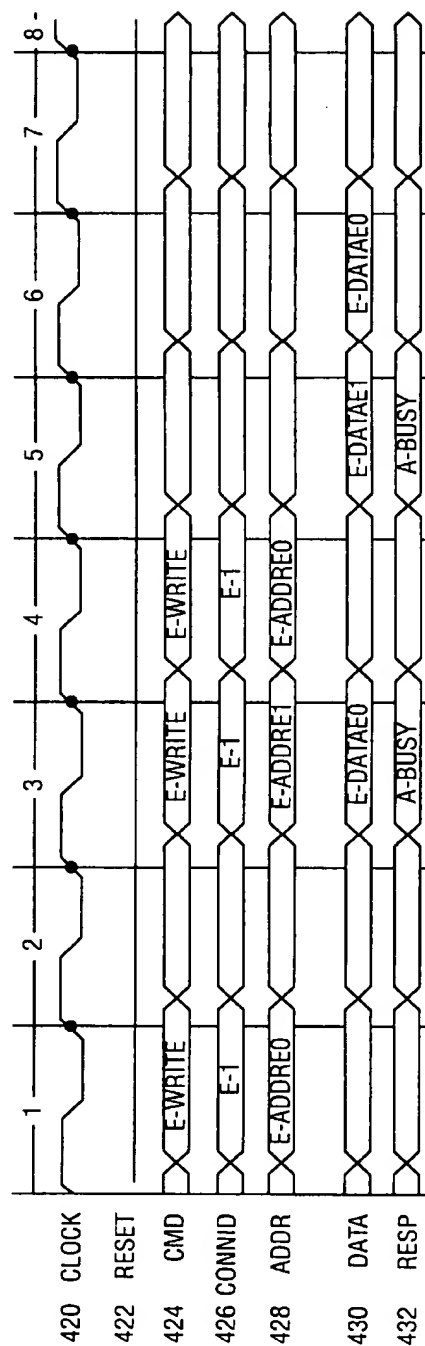 1 2 3 4 5 6 7 8
420 CLOCK
422 RESET
424 CMD E-WRITE E-WRITE E-WRITE
426 CONNID E-1 E-1 E-1
428 ADDR E-ADDRE0 E-ADDRE1 E-ADDRE0
430 DATA E-DATAE0 E-DATAE1 E-DATAE0
432 RESP A-BUSY A-BUSY